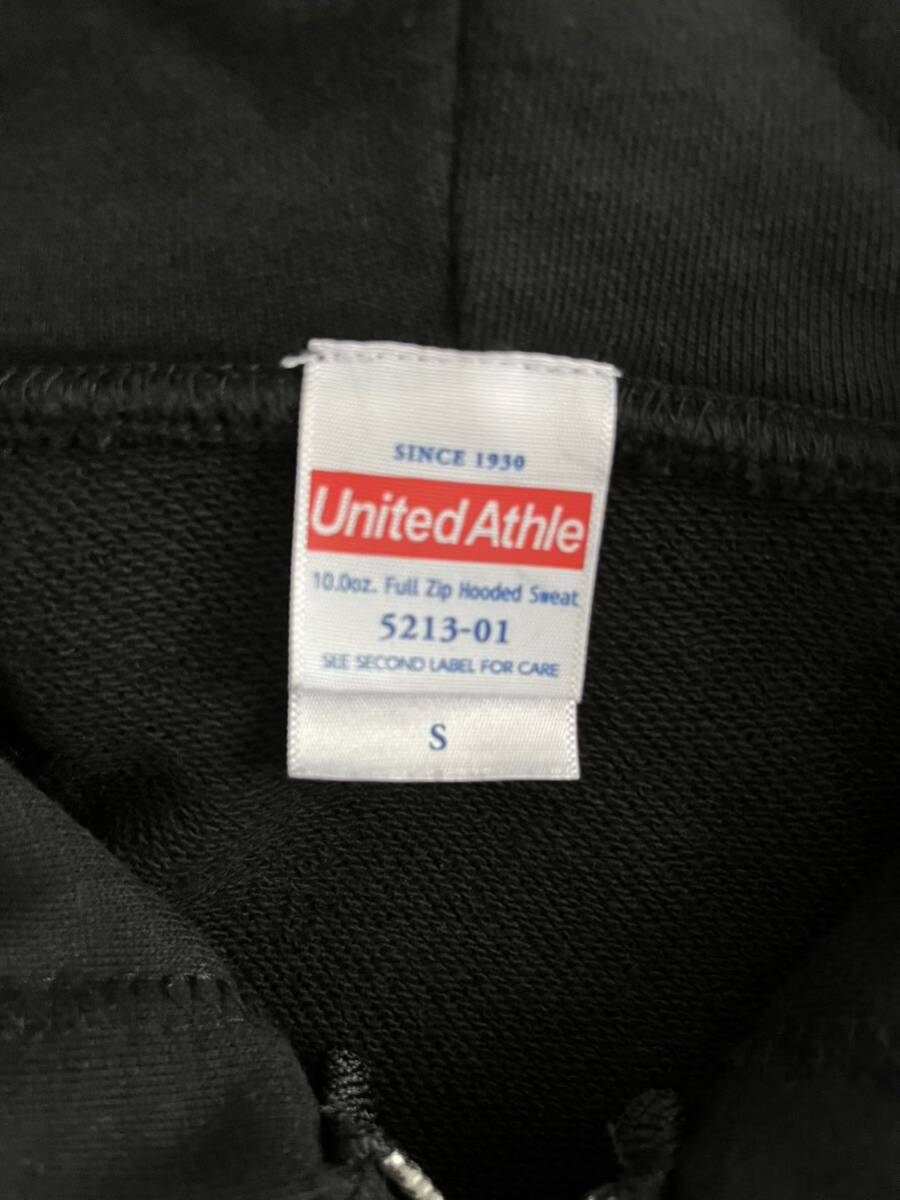 SINCE 1930
United Athle
10.0oz. Full Zip Hooded Sweat
5213-01
SEE SECOND LABEL FOR CARE
S